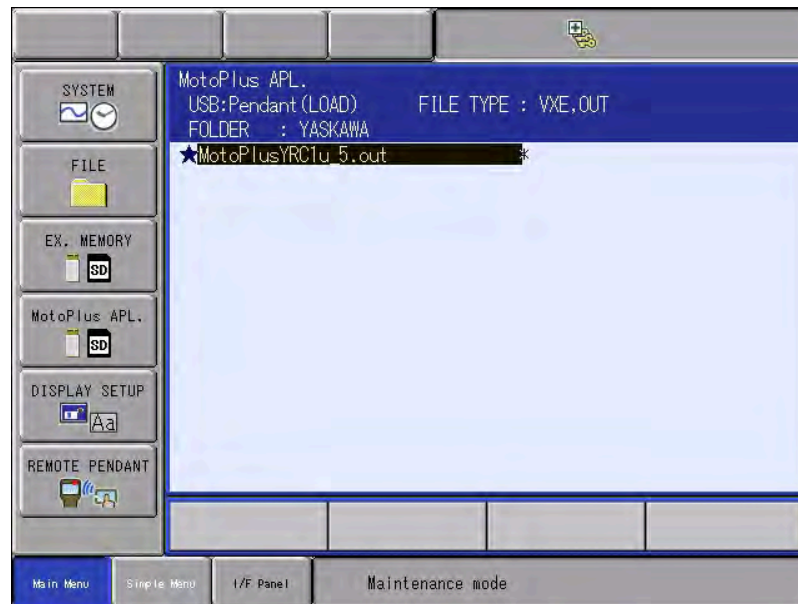 SYSTEM
FILE
EX. MEMORY
SD
MotoPlus APL.
SD
DISPLAY SETUP
Aa
REMOTE PENDANT
MotoPlus APL.
USB:Pendant(LOAD) FILE TYPE : VXE,OUT
FOLDER : YASKAWA
★MotoPlusYRC1u_5.out *
Main Menu Simple Menu I/F Panel Maintenance mode